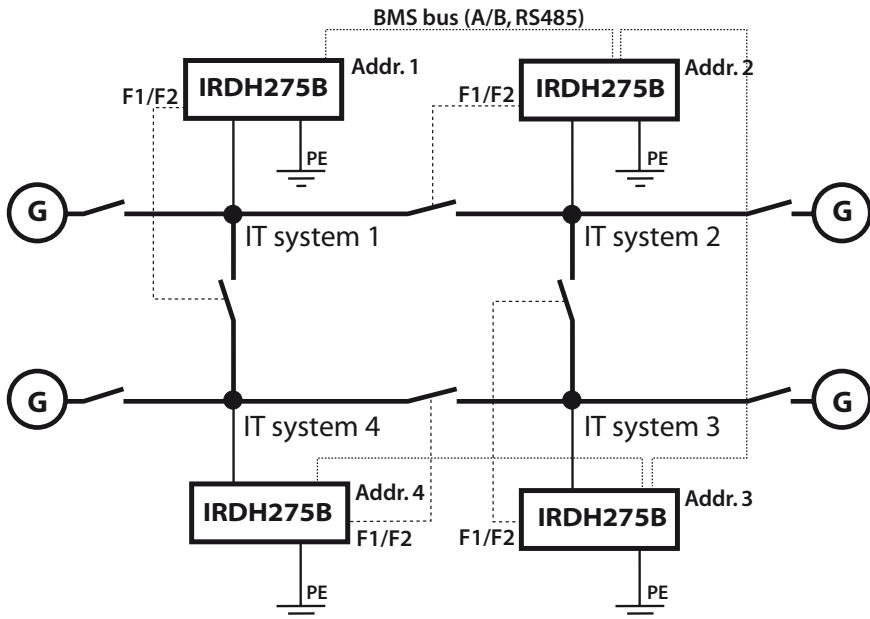 BMS bus (A/B, RS485)
IRDH275B
Addr. 1
F1/F2
PE
IRDH275B
Addr. 2
F1/F2
PE
G
IT system 1
IT system 2
G
G
IT system 4
IT system 3
G
IRDH275B
Addr. 4
F1/F2
PE
IRDH275B
Addr. 3
F1/F2
PE